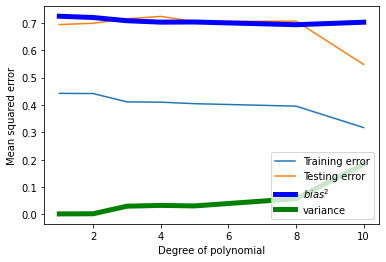 0.7
0.6
0.5
0.4
0.3
0.2
0.1
0.0
Mean squared error
Training error
Testing error
bias²
variance
2 4 6 8 10
Degree of polynomial